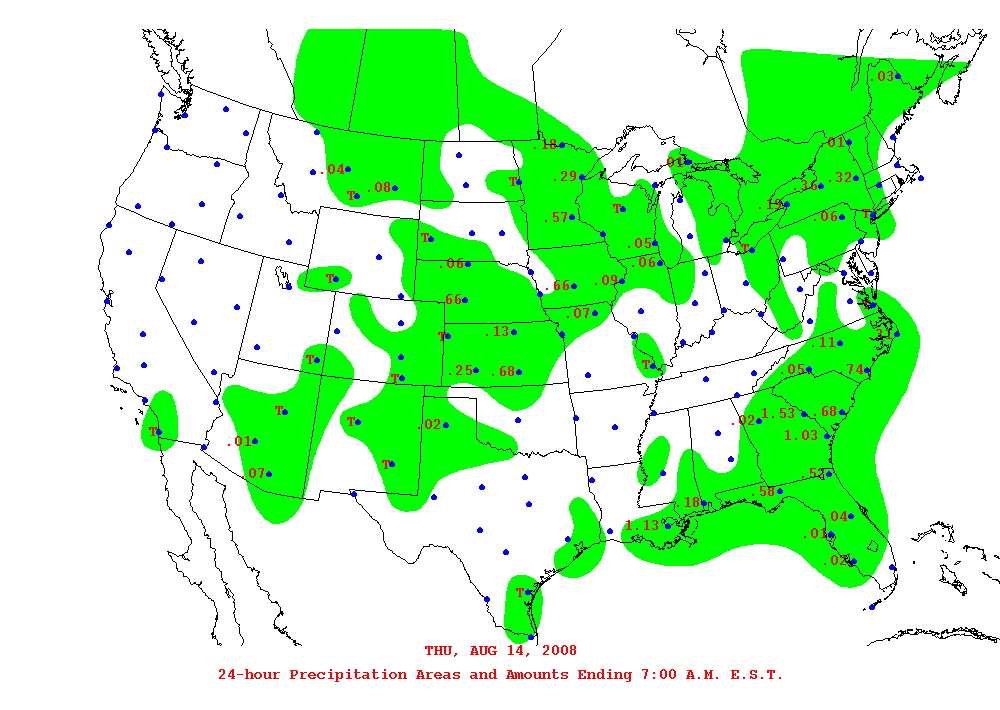 .03
.18
.01
.01
.04
T
.08
T
.29
.36
.32
.19
.57
T
.06
T
T
.05
T
.06
.06
T
.66
.09
.66
.07
T
.13
.11
T
.11
T
.25
.68
.05
.74
T
T
T
.02
.02
1.53
.68
T
.01
1.03
T
.07
.52
.58
.18
.04
1.13
.01
.02
T
THU, AUG 14, 2008
24-hour Precipitation Areas and Amounts Ending 7:00 A.M. E.S.T.